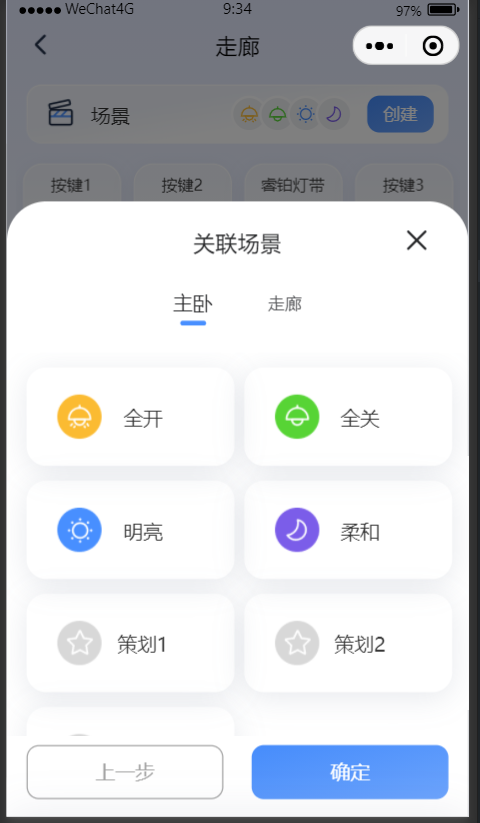 WeChat4G 9:34 97%
走廊
场景 创建
按键1 按键2 睿铂灯带 按键3
关联场景
主卧 走廊
全开 全关
明亮 柔和
策划1 策划2
上一步 确定